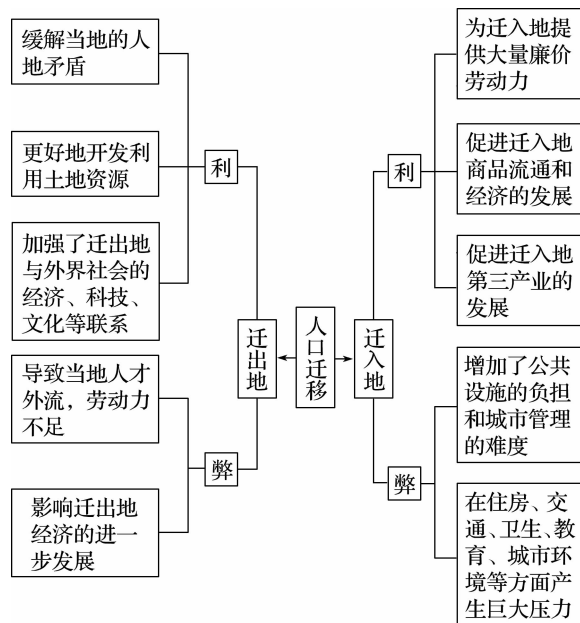 缓解当地的人
地矛盾
更好地开发利
用土地资源
加强了迁出地
与外界社会的
经济、科技、
文化等联系
利
导致当地人才
外流，劳动力
不足
影响迁出地
经济的进一
步发展
弊
迁出地
人口迁移
迁入地
利
为迁入地提
供大量廉价
劳动力
促进迁入地
商品流通和
经济的发展
促进迁入地
第三产业的
发展
弊
增加了公共
设施的负担
和城市管理
的难度
在住房、交
通、卫生、教
育、城市环
境等方面产
生巨大压力